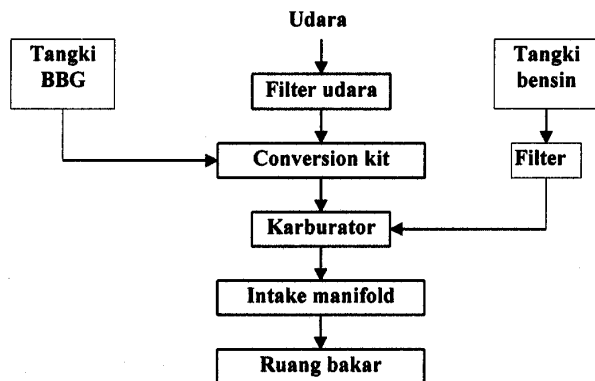 Udara
Tangki
BBG
Tangki
bensin
Filter udara
Conversion kit
Filter
Karburator
Intake manifold
Ruang bakar